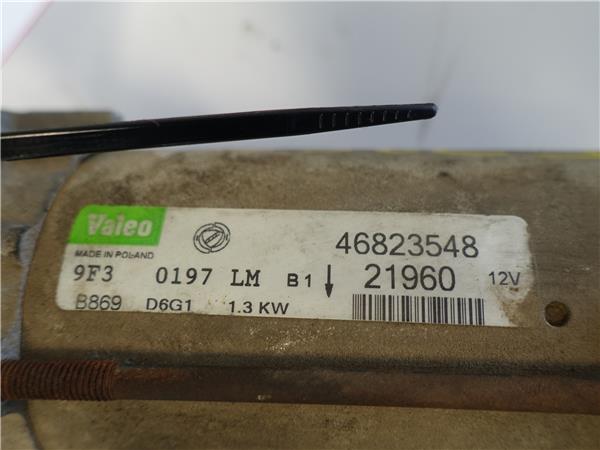 Valeo
MADE IN POLAND
46823548
9F3 0197 LM B1 ↓ 21960 12V
B869 D6G1 1.3 KW